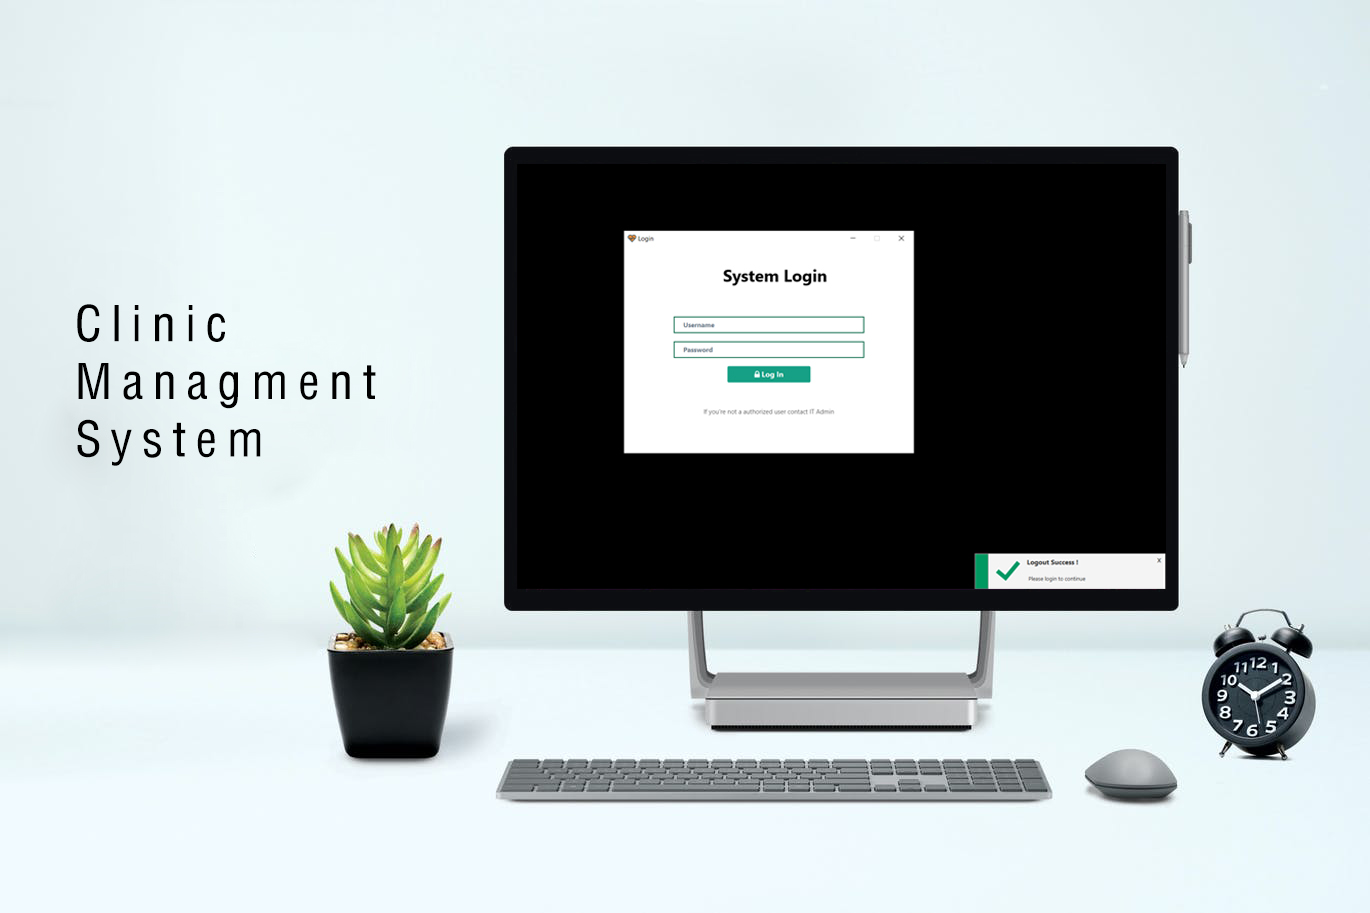 Clinic
Managment
System
Login
System Login
Username
Password
Log In
If you're not a authorized user contact IT Admin
Logout Success !
X
Please login to continue
11 12 1
10 2
9 3
8 4
7 6 5